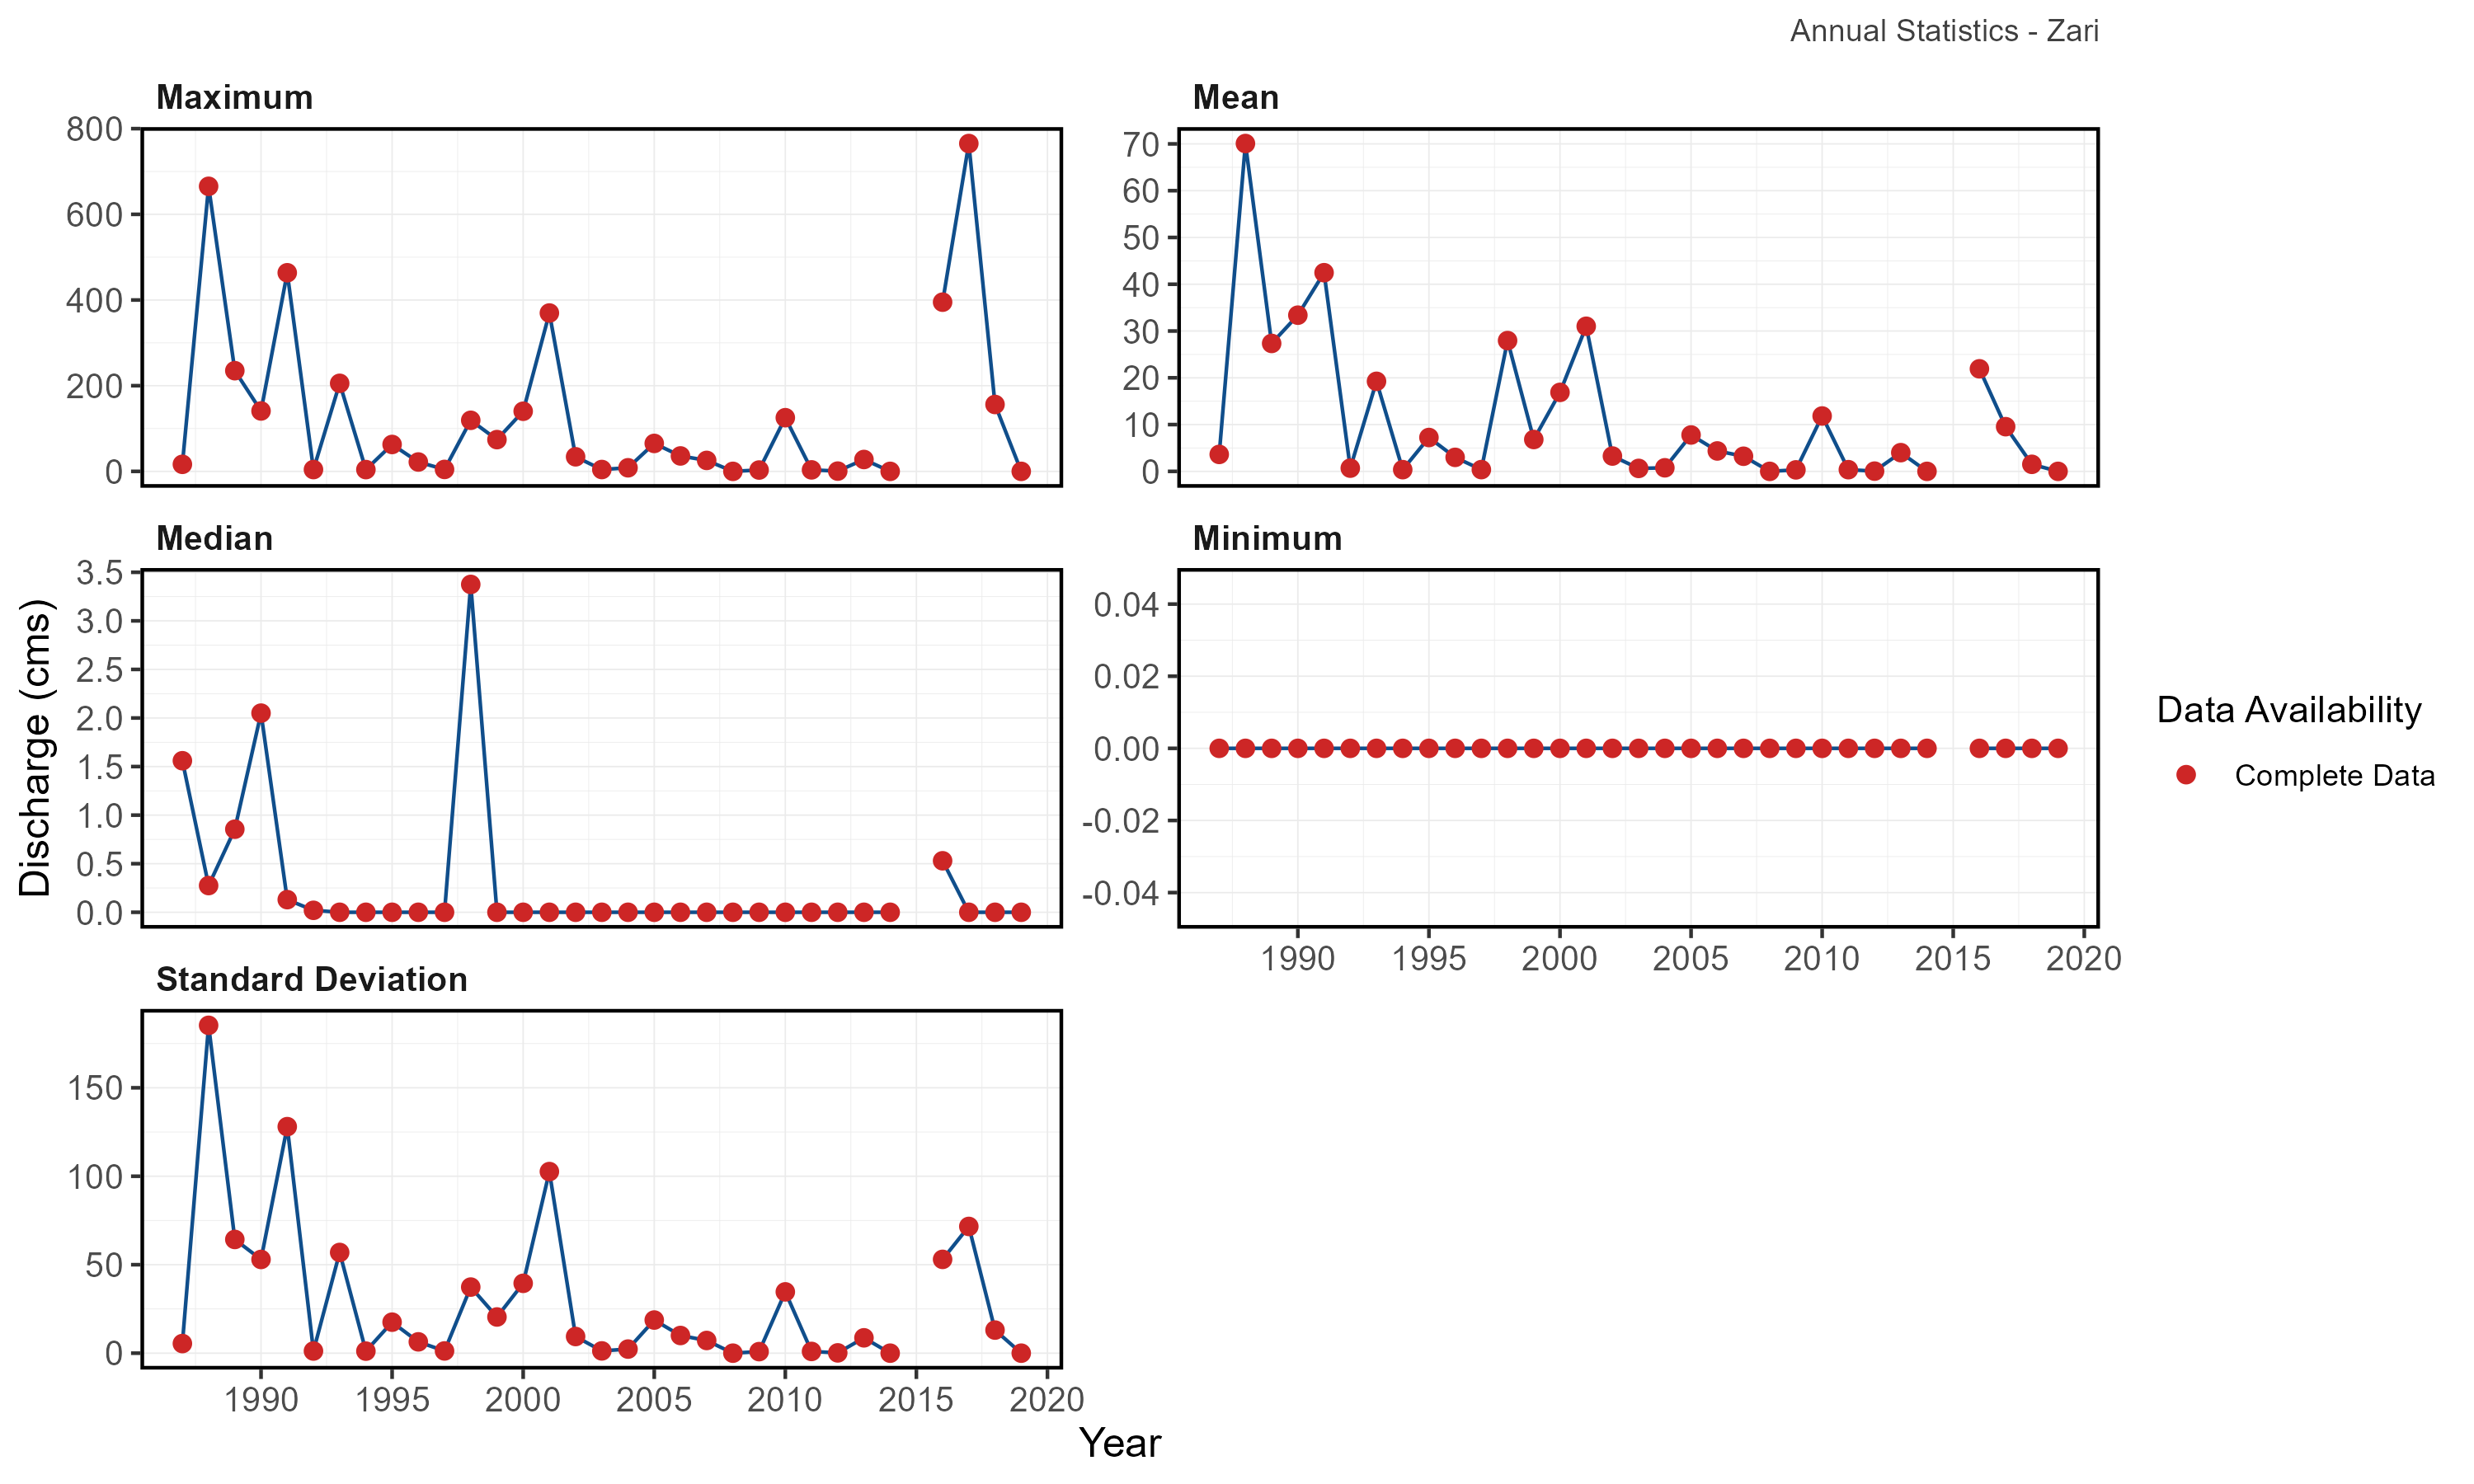 Annual Statistics - Zari
Maximum
800
600
400
200
0
Mean
70
60
50
40
30
20
10
0
Discharge (cms)
Median
3.5
3.0
2.5
2.0
1.5
1.0
0.5
0.0
Minimum
0.04
0.02
0.00
-0.02
-0.04
1990 1995 2000 2005 2010 2015 2020
Data Availability
Complete Data
Standard Deviation
150
100
50
0
1990 1995 2000 2005 2010 2015 2020
Year